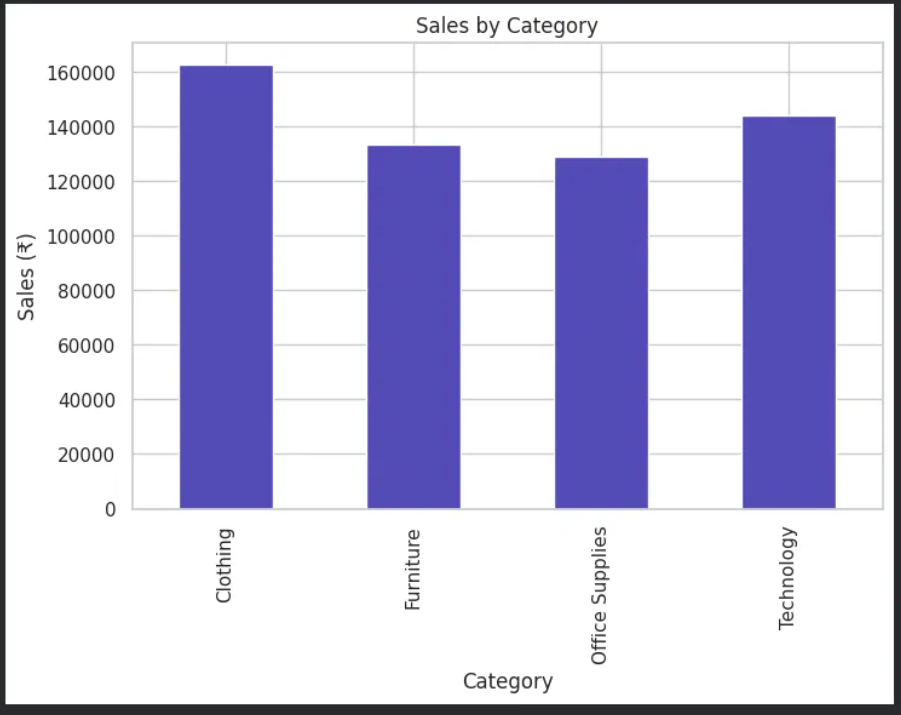 Sales by Category
Sales (₹)
160000
140000
120000
100000
80000
60000
40000
20000
0
Clothing
Furniture
Office Supplies
Technology
Category